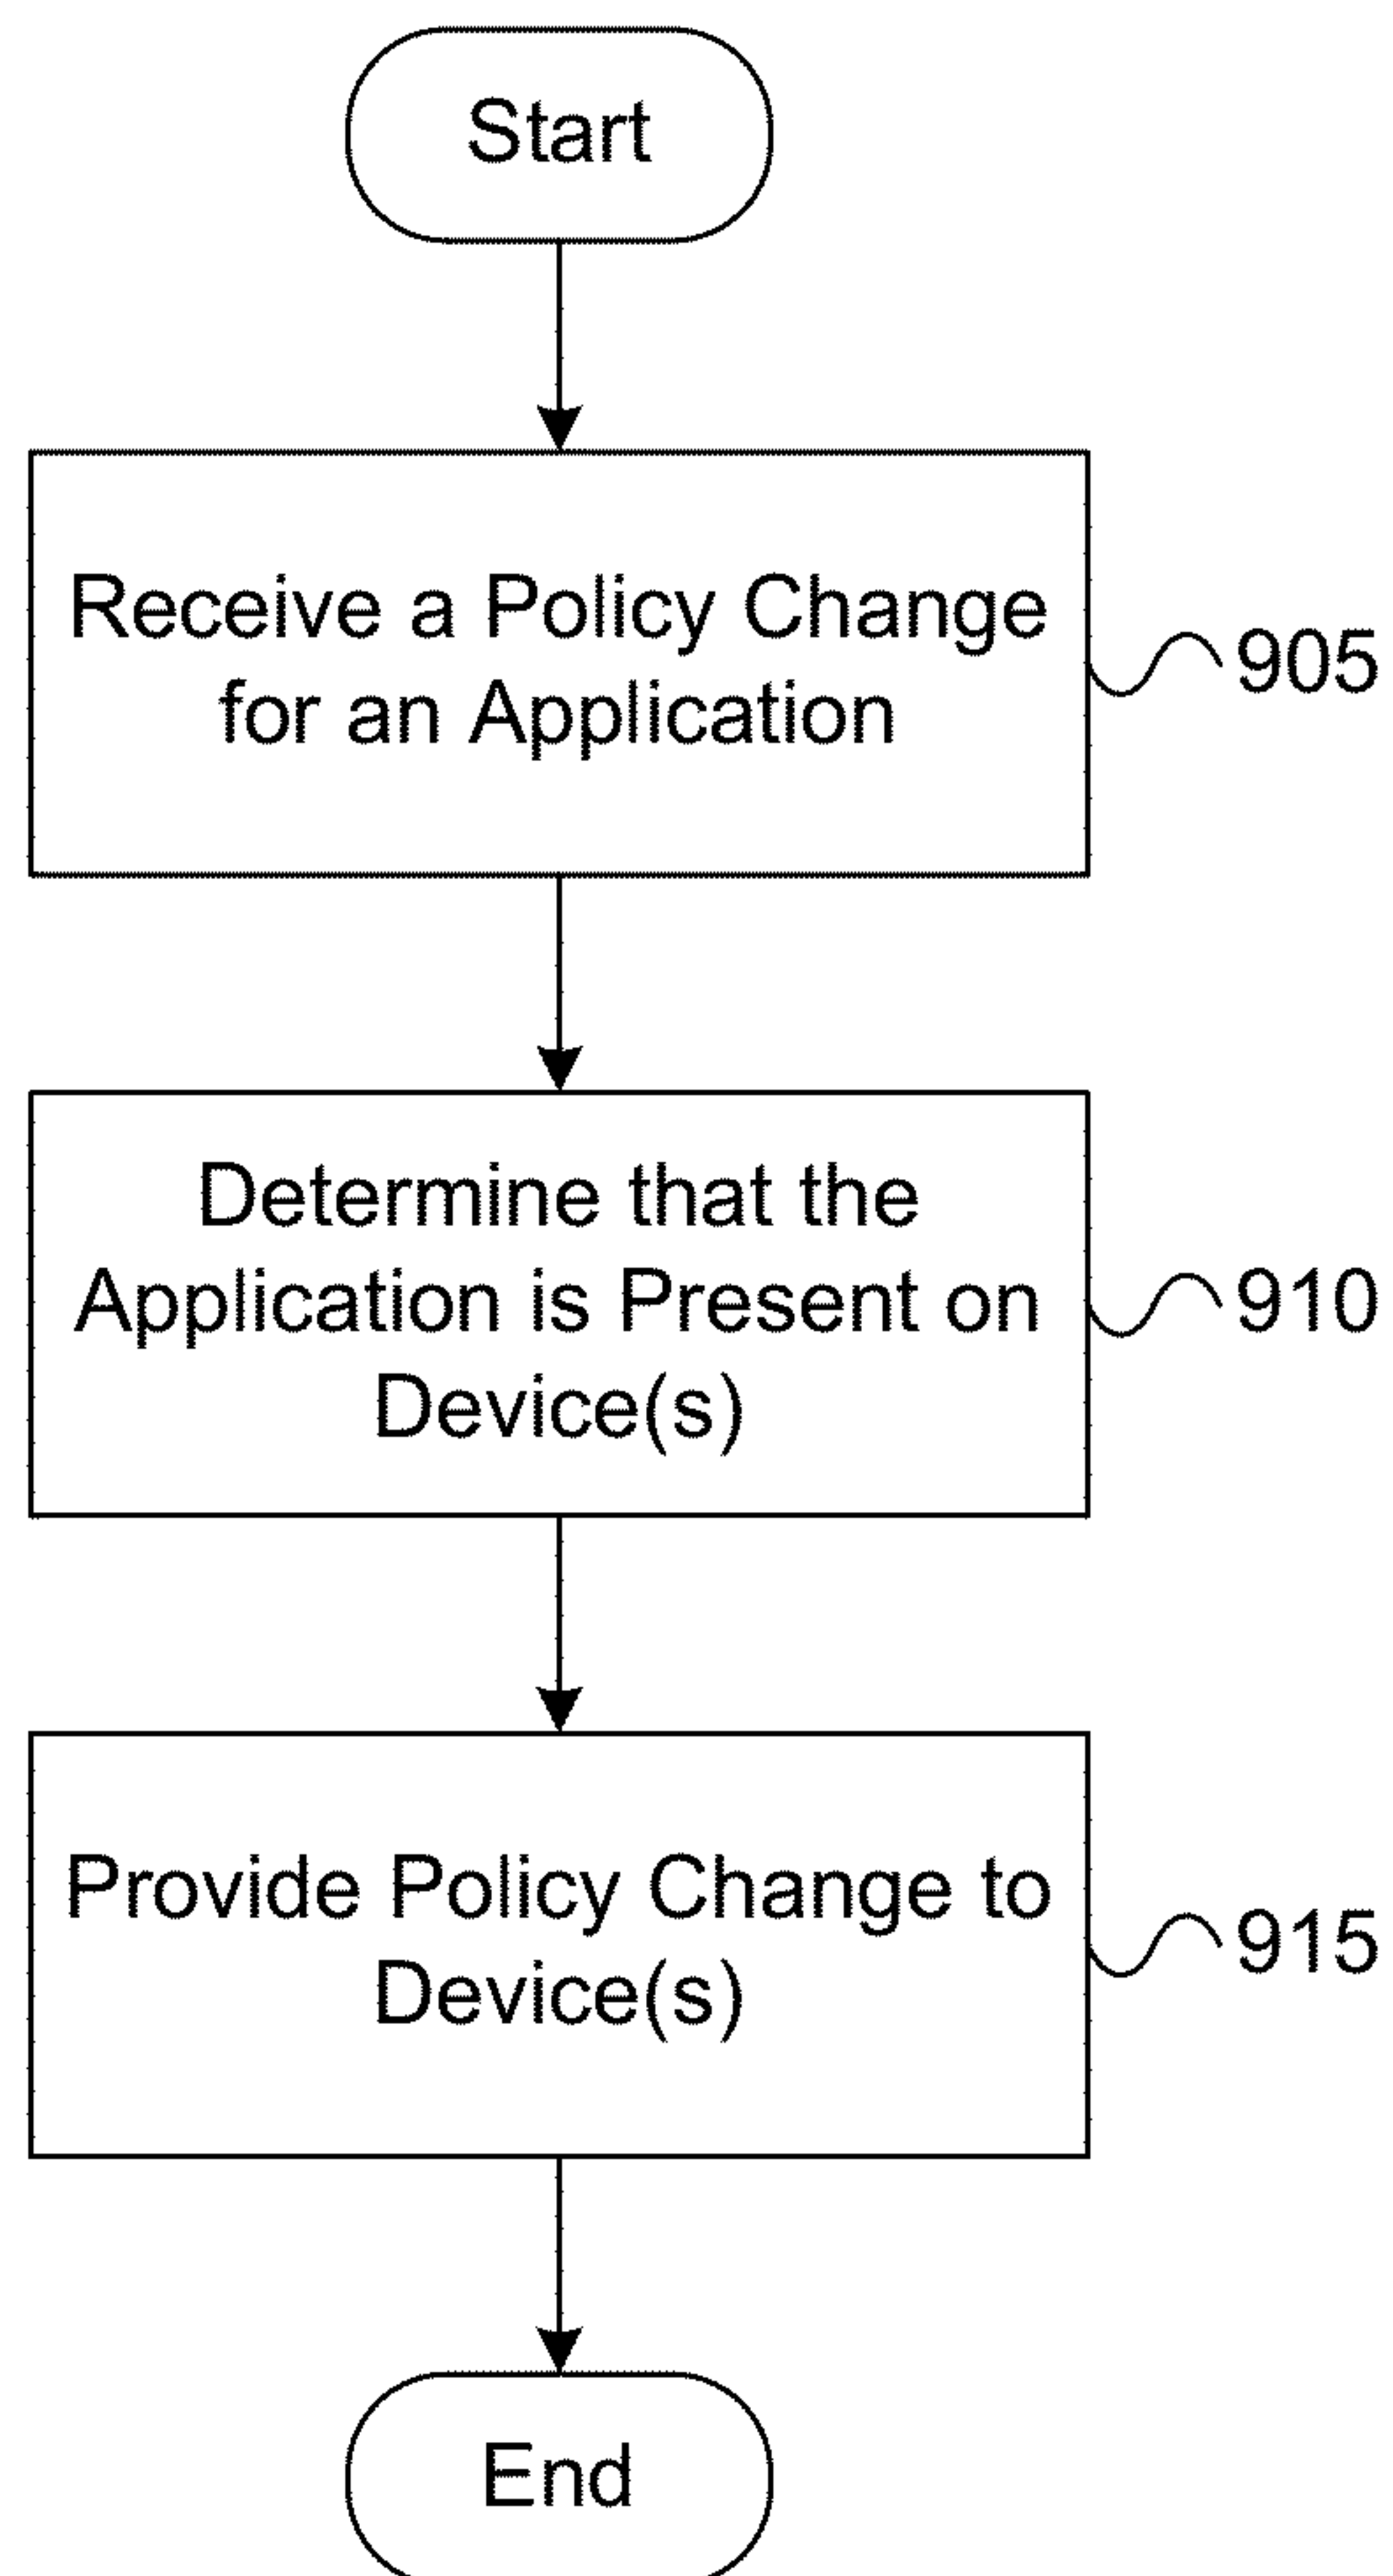 Start
Receive a Policy Change
for an Application
905
Determine that the
Application is Present on
Device(s)
910
Provide Policy Change to
Device(s)
915
End